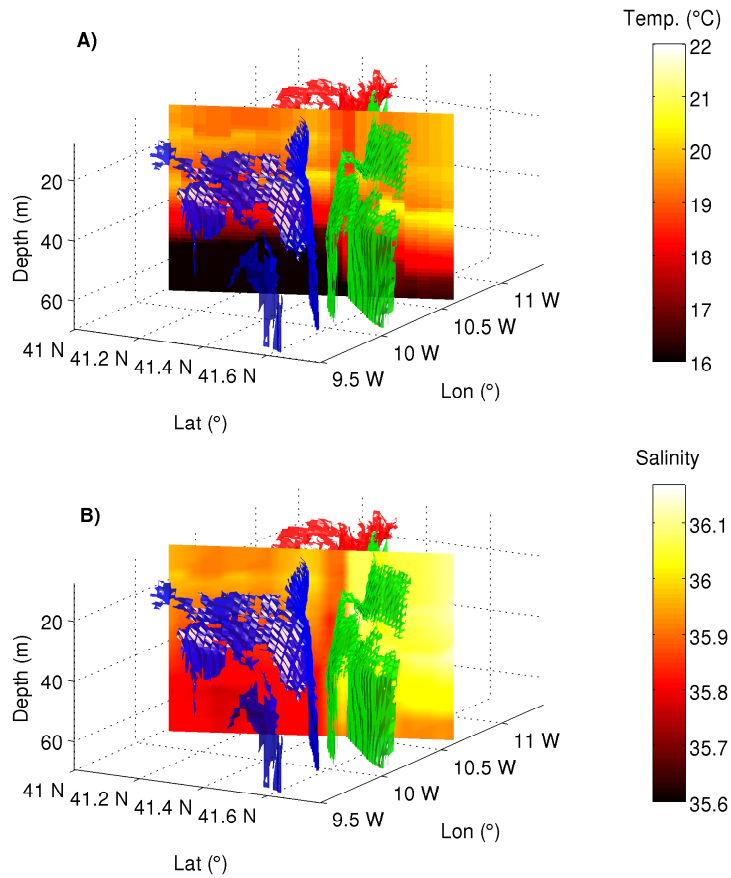 A)
Temp. (°C)
22
21
20
19
18
17
16
Depth (m)
20
40
60
41 N
41.2 N
41.4 N
41.6 N
Lat (°)
9.5 W
10 W
10.5 W
11 W
Lon (°)
B)
Salinity
36.1
36
35.9
35.8
35.7
35.6
Depth (m)
20
40
60
41 N
41.2 N
41.4 N
41.6 N
Lat (°)
9.5 W
10 W
10.5 W
11 W
Lon (°)